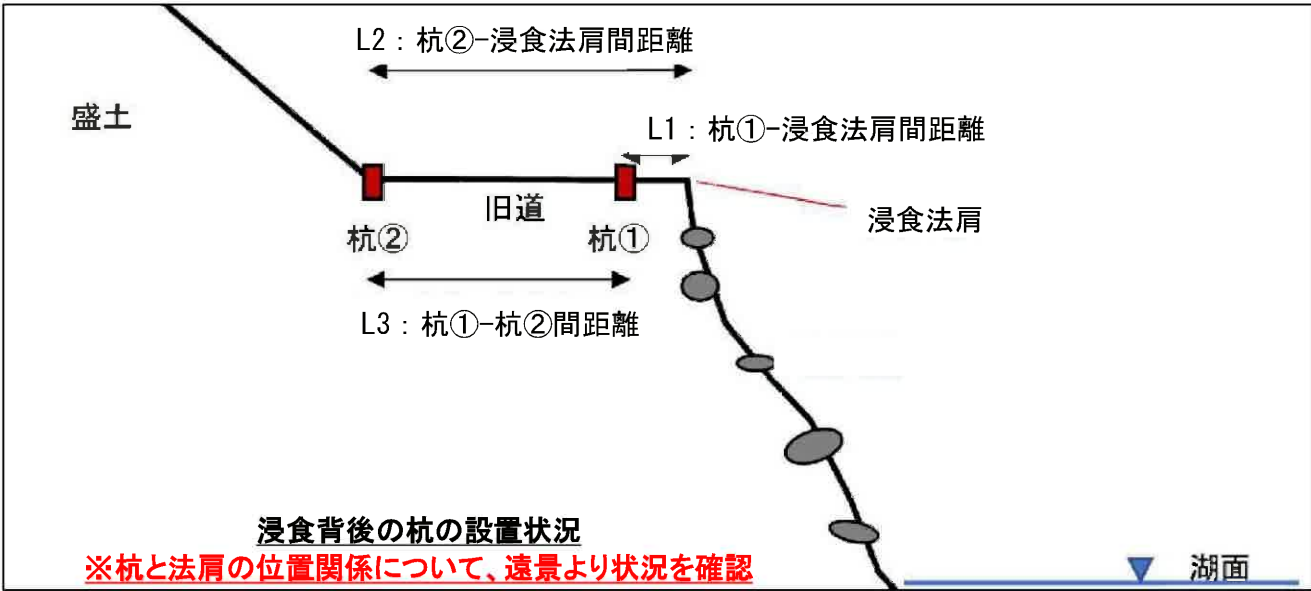 L2：杭②-浸食法肩間距離
盛土
L1：杭①-浸食法肩間距離
旧道
浸食法肩
杭②
杭①
L3：杭①-杭②間距離
浸食背後の杭の設置状況
※杭と法肩の位置関係について、遠景より状況を確認
湖面